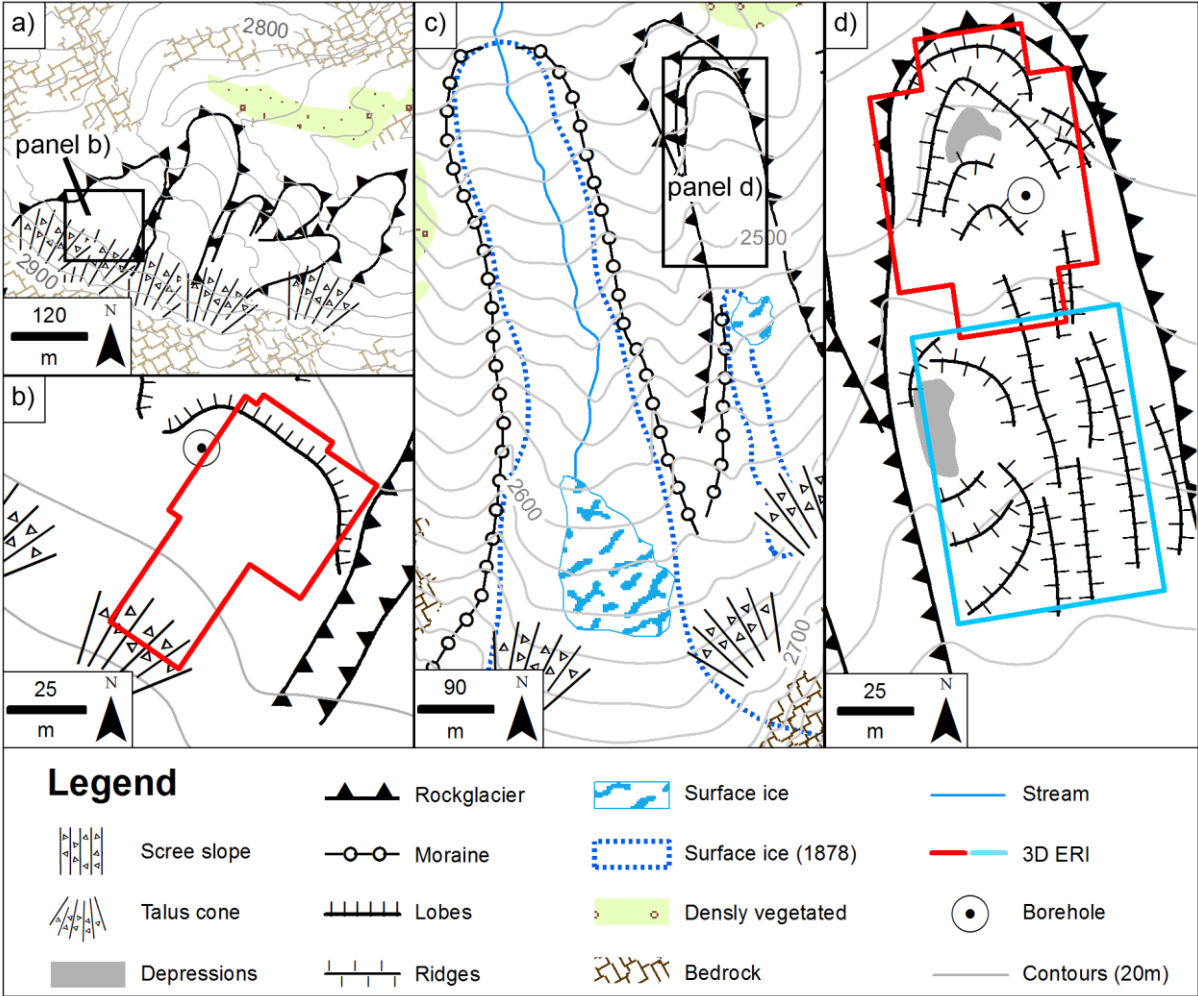 a)
2800
panel b)
2900
120
m
N
b)
25
m
N
c)
panel d)
2500
2600
2700
90
m
N
d)
25
m
N
Legend
Scree slope
Talus cone
Depressions
Rockglacier
Moraine
Lobes
Ridges
Surface ice
Surface ice (1878)
Densly vegetated
Bedrock
Stream
3D ERI
Borehole
Contours (20m)